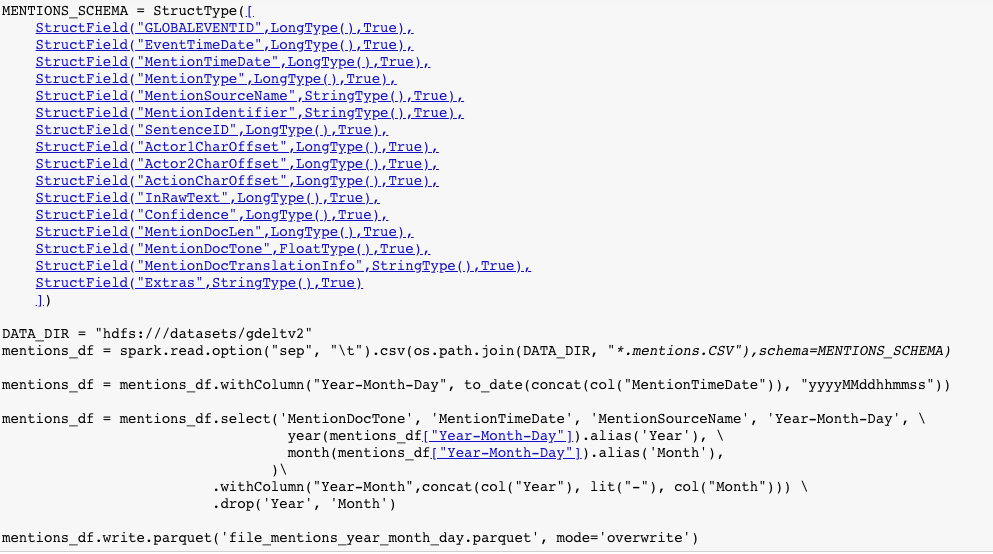 MENTIONS_SCHEMA = StructType([
    StructField("GLOBALEVENTID",LongType(),True),
    StructField("EventTimeDate",LongType(),True),
    StructField("MentionTimeDate",LongType(),True),
    StructField("MentionType",LongType(),True),
    StructField("MentionSourceName",StringType(),True),
    StructField("MentionIdentifier",StringType(),True),
    StructField("SentenceID",LongType(),True),
    StructField("Actor1CharOffset",LongType(),True),
    StructField("Actor2CharOffset",LongType(),True),
    StructField("ActionCharOffset",LongType(),True),
    StructField("InRawText",LongType(),True),
    StructField("Confidence",LongType(),True),
    StructField("MentionDocLen",LongType(),True),
    StructField("MentionDocTone",FloatType(),True),
    StructField("MentionDocTranslationInfo",StringType(),True),
    StructField("Extras",StringType(),True)
    ])

DATA_DIR = "hdfs:///datasets/gdeltv2"
mentions_df = spark.read.option("sep", "\t").csv(os.path.join(DATA_DIR, "*.mentions.CSV"),schema=MENTIONS_SCHEMA)

mentions_df = mentions_df.withColumn("Year-Month-Day", to_date(concat(col("MentionTimeDate")), "yyyyMMddhhmmss"))

mentions_df = mentions_df.select('MentionDocTone', 'MentionTimeDate', 'MentionSourceName', 'Year-Month-Day', \
                                  year(mentions_df["Year-Month-Day"]).alias('Year'), \
                                  month(mentions_df["Year-Month-Day"]).alias('Month'),
                                )\
                         .withColumn("Year-Month",concat(col("Year"), lit("-"), col("Month"))) \
                         .drop('Year', 'Month')

mentions_df.write.parquet('file_mentions_year_month_day.parquet', mode='overwrite')